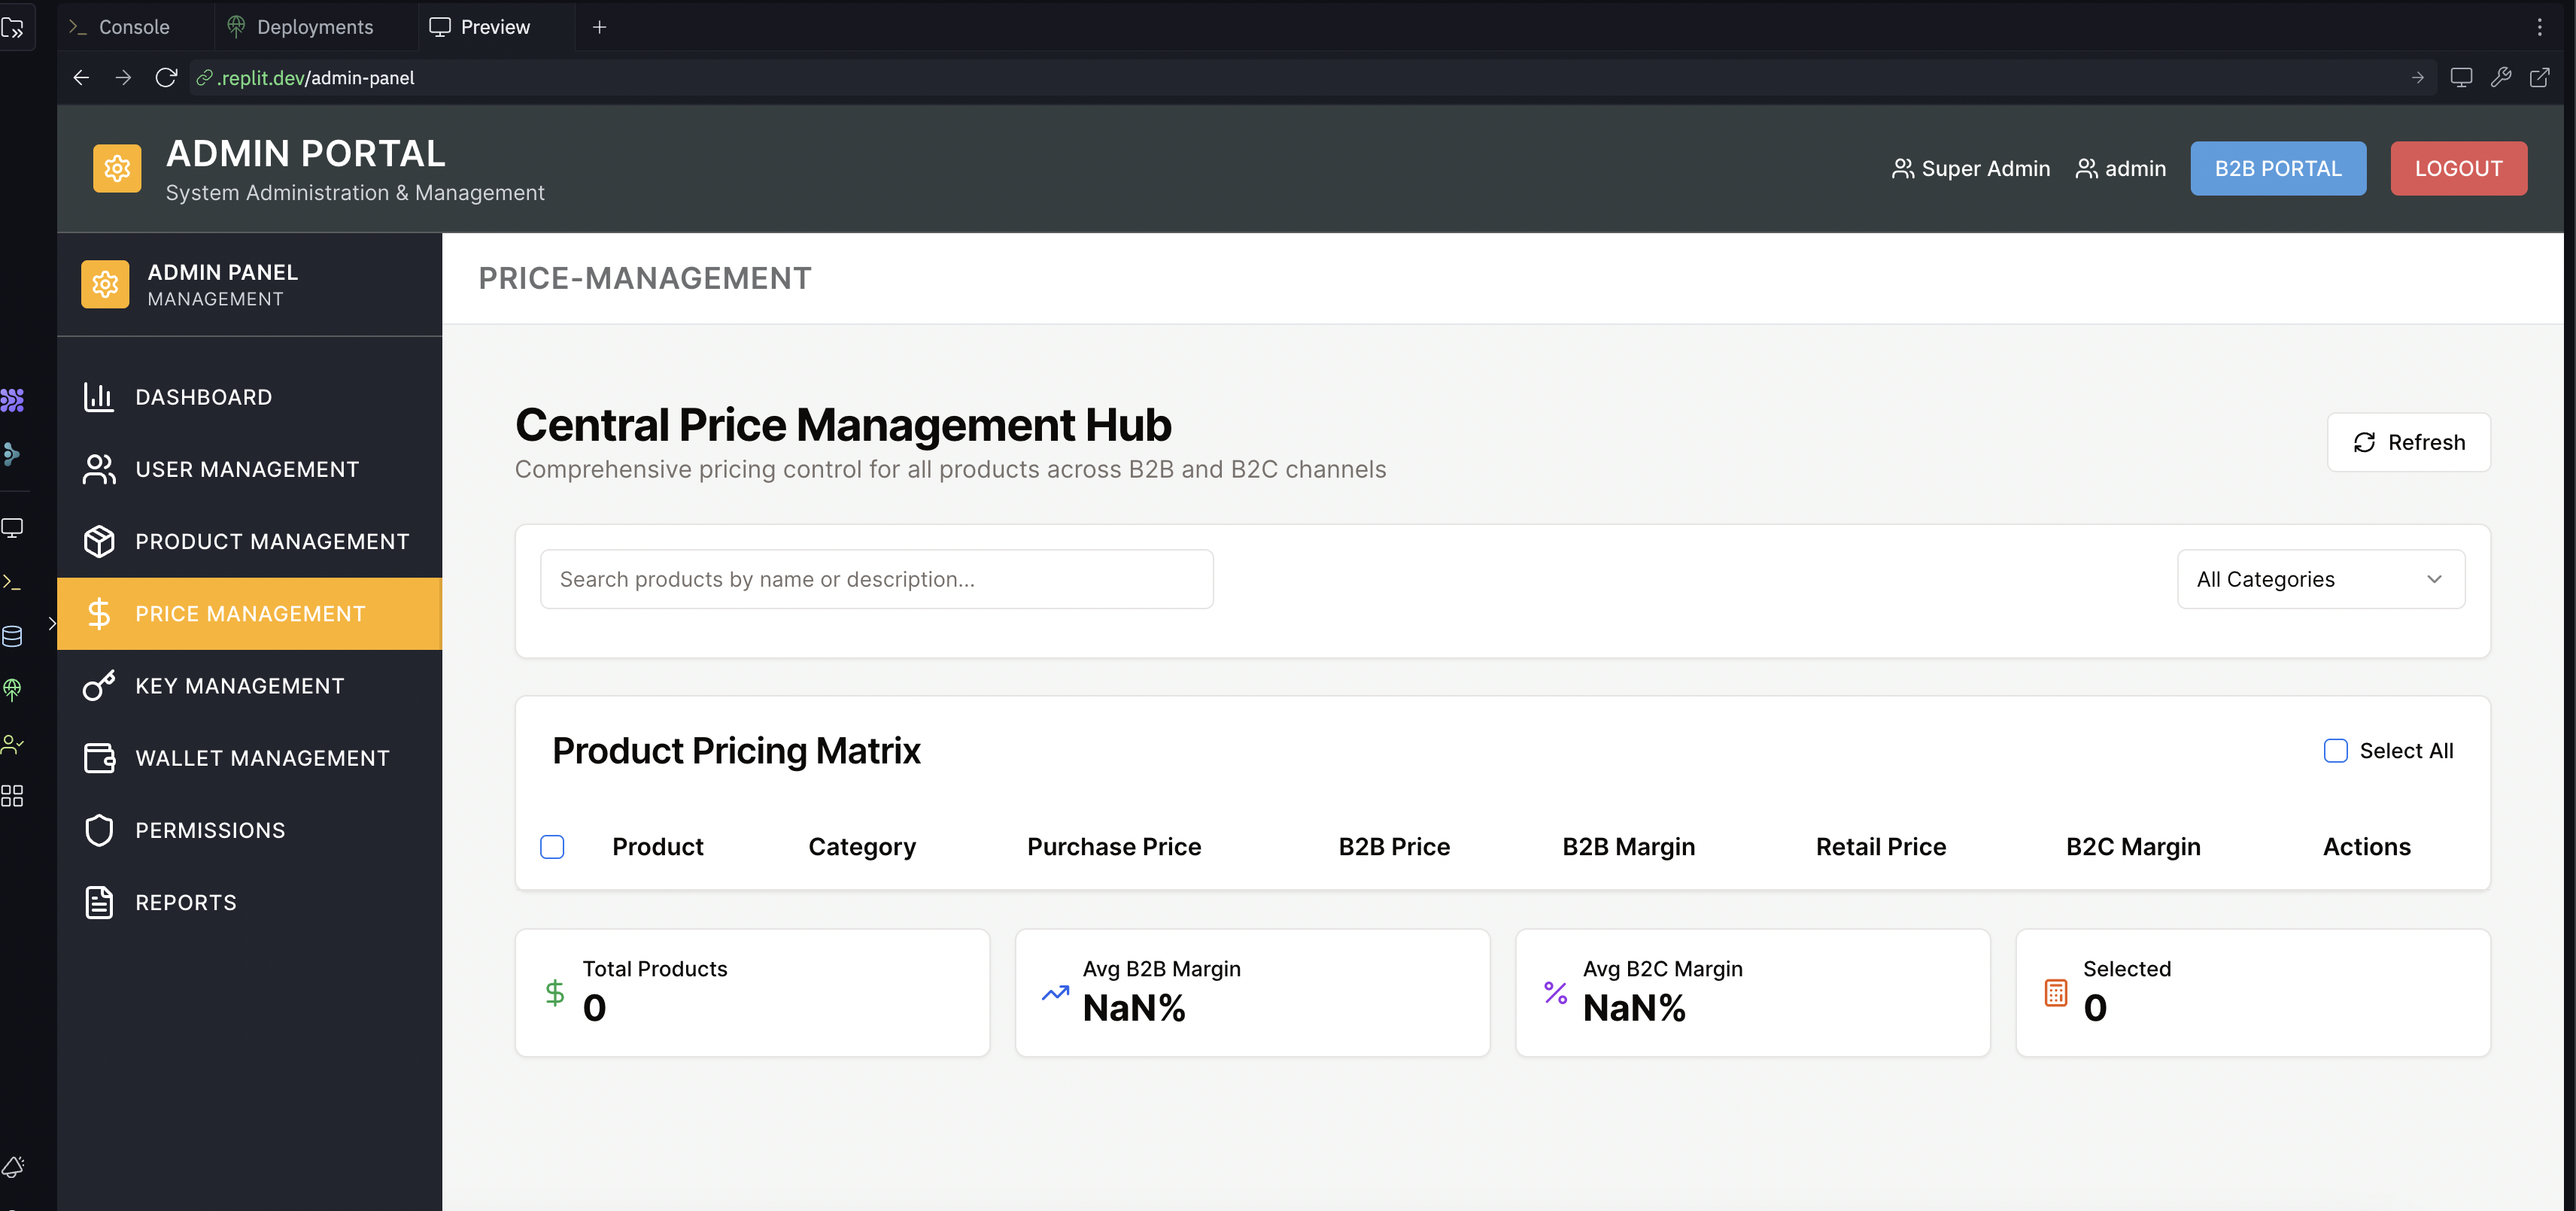 Console
Deployments
Preview
.replit.dev/admin-panel
ADMIN PORTAL
System Administration & Management
Super Admin
admin
B2B PORTAL
LOGOUT
ADMIN PANEL
MANAGEMENT
DASHBOARD
USER MANAGEMENT
PRODUCT MANAGEMENT
PRICE MANAGEMENT
KEY MANAGEMENT
WALLET MANAGEMENT
PERMISSIONS
REPORTS
PRICE-MANAGEMENT
Central Price Management Hub
Comprehensive pricing control for all products across B2B and B2C channels
Refresh
Search products by name or description...
All Categories
Product Pricing Matrix
Select All
Product Category Purchase Price B2B Price B2B Margin Retail Price B2C Margin Actions
Total Products
0
Avg B2B Margin
NaN%
Avg B2C Margin
NaN%
Selected
0